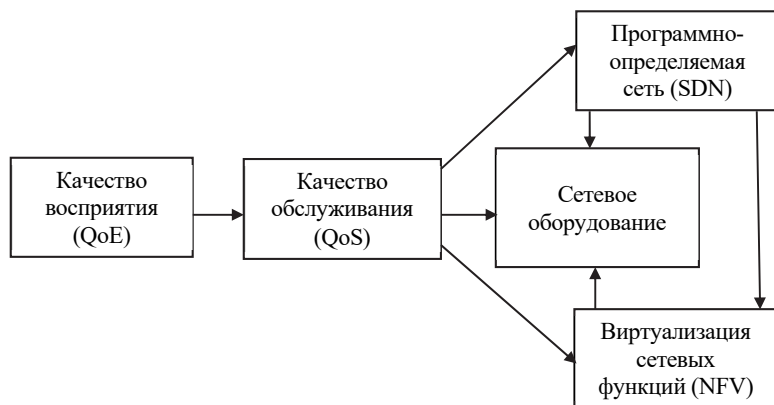 Программно-
определяемая
сеть (SDN)
Качество
восприятия
(QoE)
Качество
обслуживания
(QoS)
Сетевое
оборудование
Виртуализация
сетевых
функций (NFV)